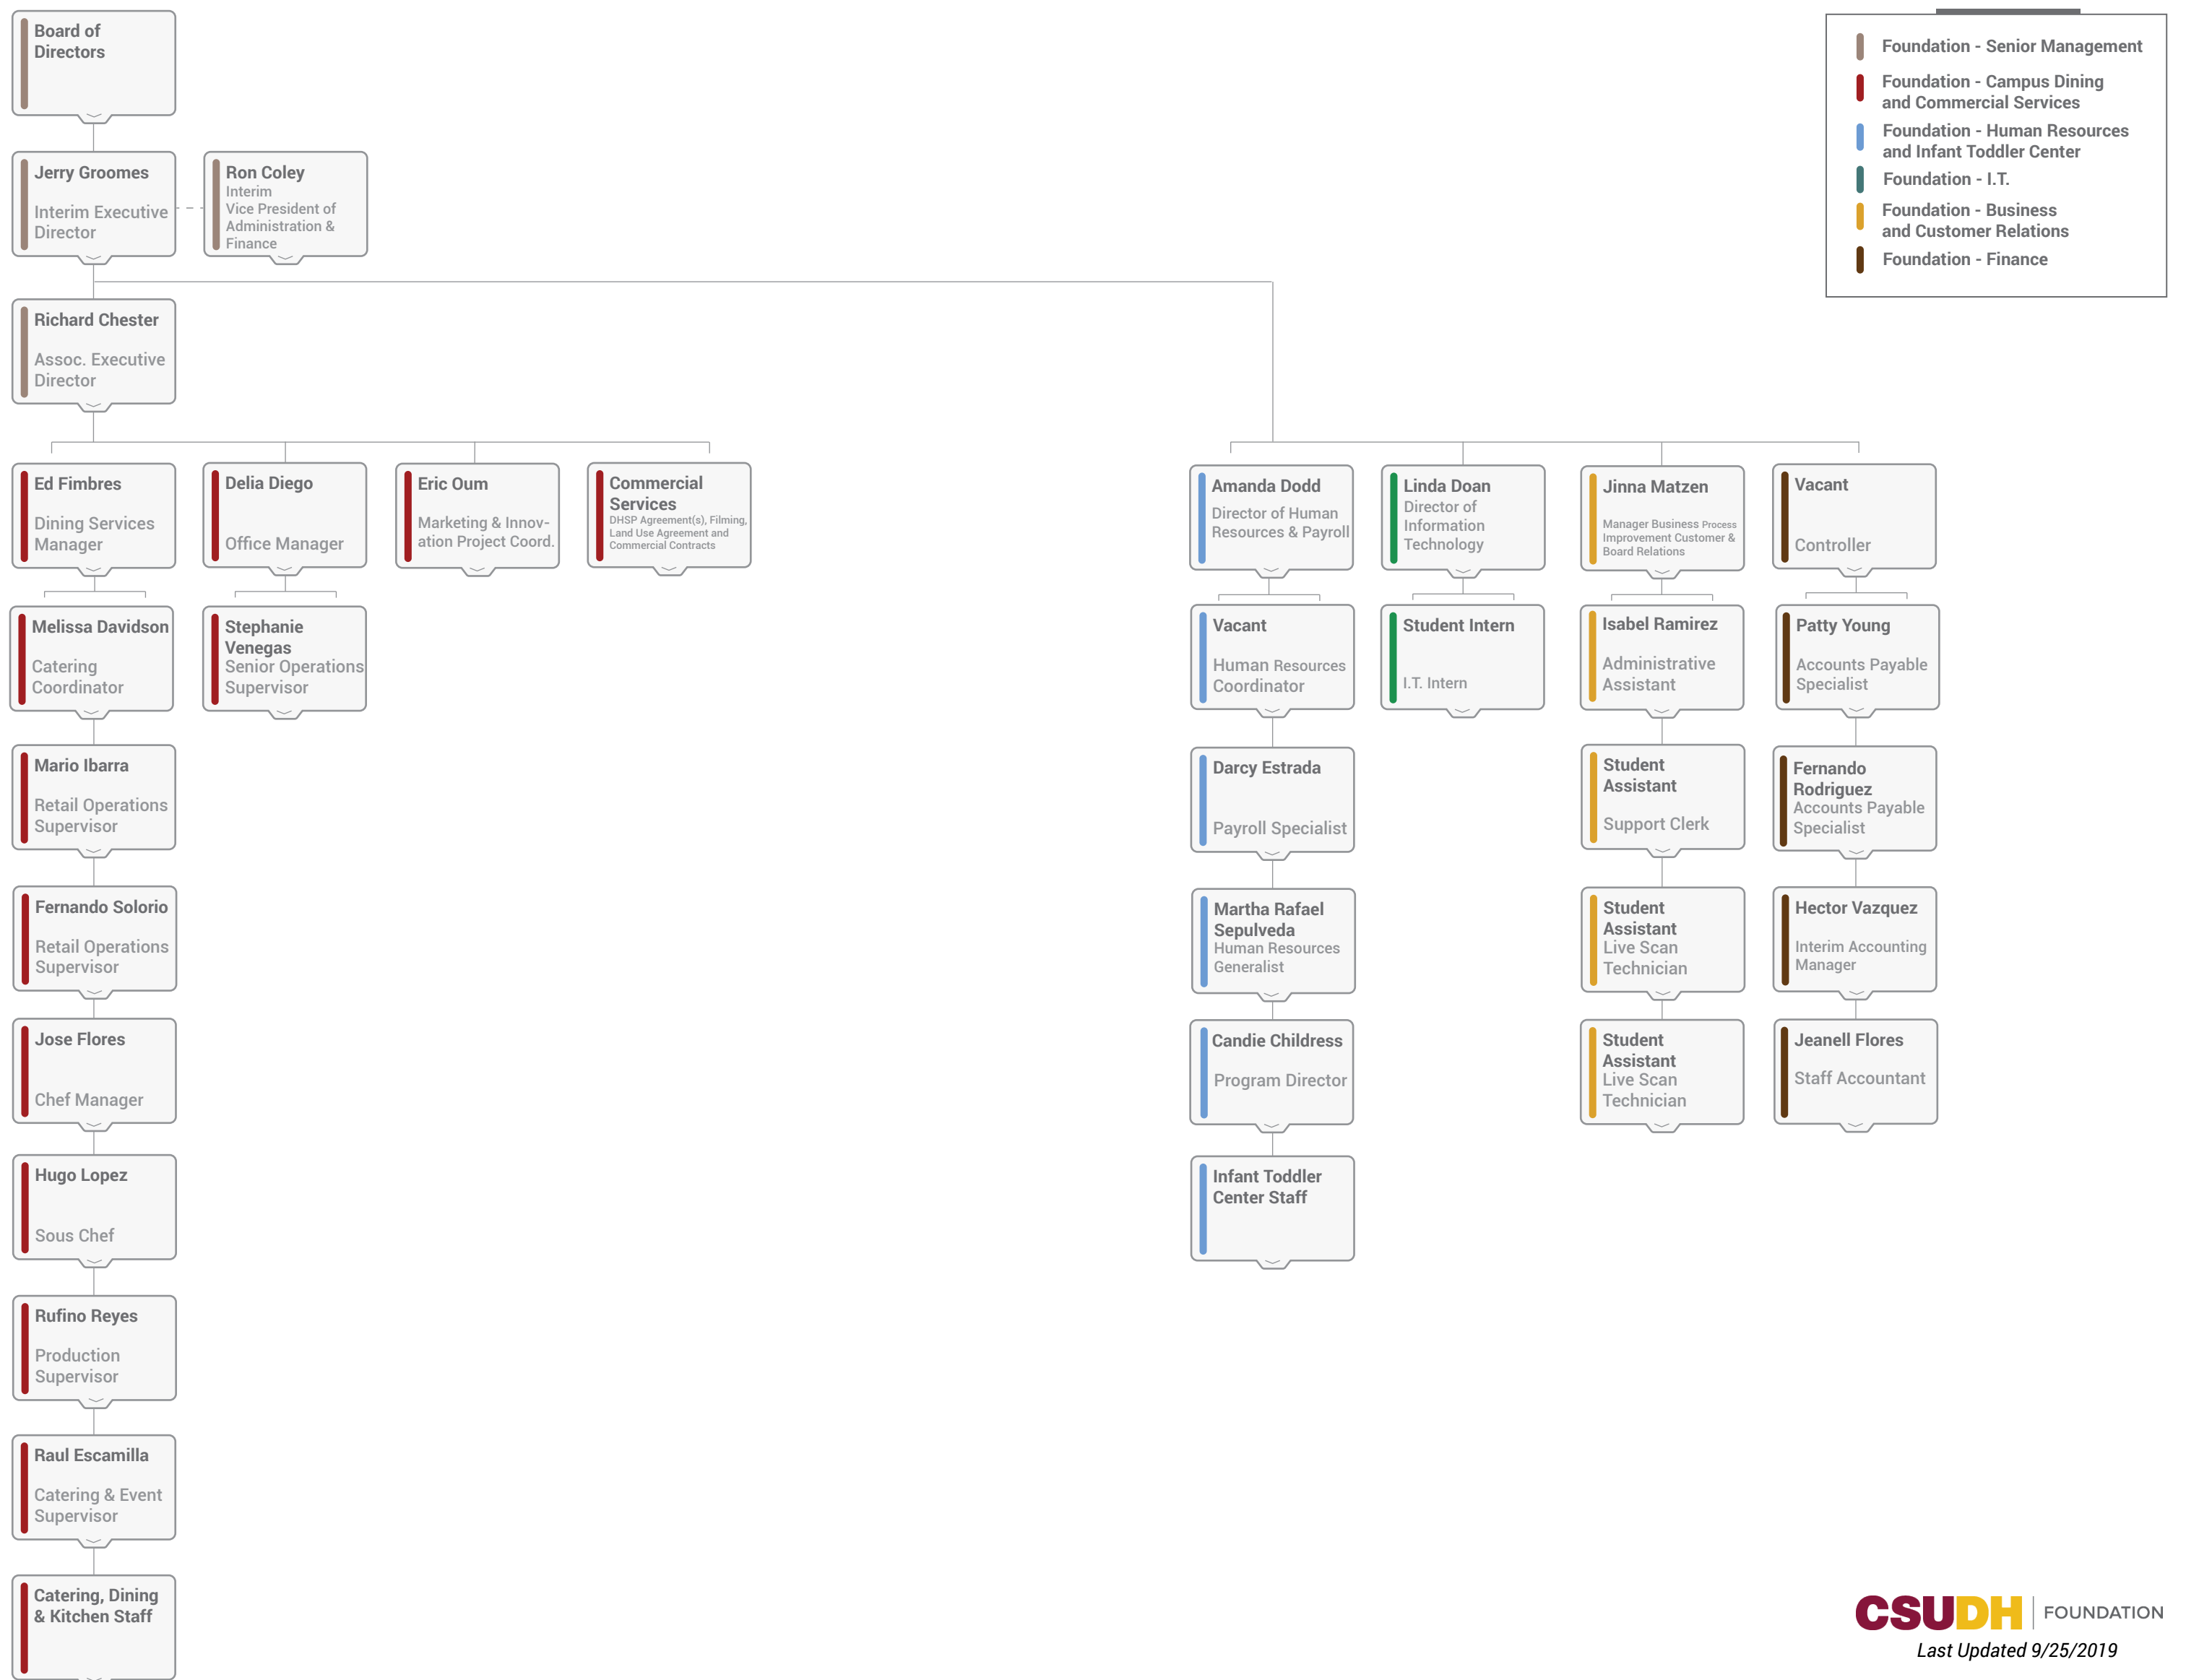 Board of
Directors
Foundation - Senior Management
Foundation - Campus Dining
and Commercial Services
Foundation - Human Resources
and Infant Toddler Center
Foundation - I.T.
Foundation - Business
and Customer Relations
Foundation - Finance
Jerry Groomes
Interim Executive
Director
Ron Coley
Interim
Vice President of
Administration &
Finance
Richard Chester
Assoc. Executive
Director
Ed Fimbres
Dining Services
Manager
Delia Diego
Office Manager
Eric Oum
Marketing & Innov-
ation Project Coord.
Commercial
Services
DHSP Agreement(s), Filming,
Land Use Agreement and
Commercial Contracts
Amanda Dodd
Director of Human
Resources & Payroll
Linda Doan
Director of
Information
Technology
Jinna Matzen
Manager Business Process
Improvement Customer &
Board Relations
Vacant
Controller
Melissa Davidson
Catering
Coordinator
Stephanie
Venegas
Senior Operations
Supervisor
Vacant
Human Resources
Coordinator
Student Intern
I.T. Intern
Isabel Ramirez
Administrative
Assistant
Patty Young
Accounts Payable
Specialist
Mario Ibarra
Retail Operations
Supervisor
Darcy Estrada
Payroll Specialist
Student
Assistant
Support Clerk
Fernando
Rodriguez
Accounts Payable
Specialist
Fernando Solorio
Retail Operations
Supervisor
Martha Rafael
Sepulveda
Human Resources
Generalist
Student
Assistant
Live Scan
Technician
Hector Vazquez
Interim Accounting
Manager
Jose Flores
Chef Manager
Candie Childress
Program Director
Student
Assistant
Live Scan
Technician
Jeanell Flores
Staff Accountant
Hugo Lopez
Sous Chef
Infant Toddler
Center Staff
Rufino Reyes
Production
Supervisor
Raul Escamilla
Catering & Event
Supervisor
Catering, Dining
& Kitchen Staff
CSUDH FOUNDATION
Last Updated 9/25/2019